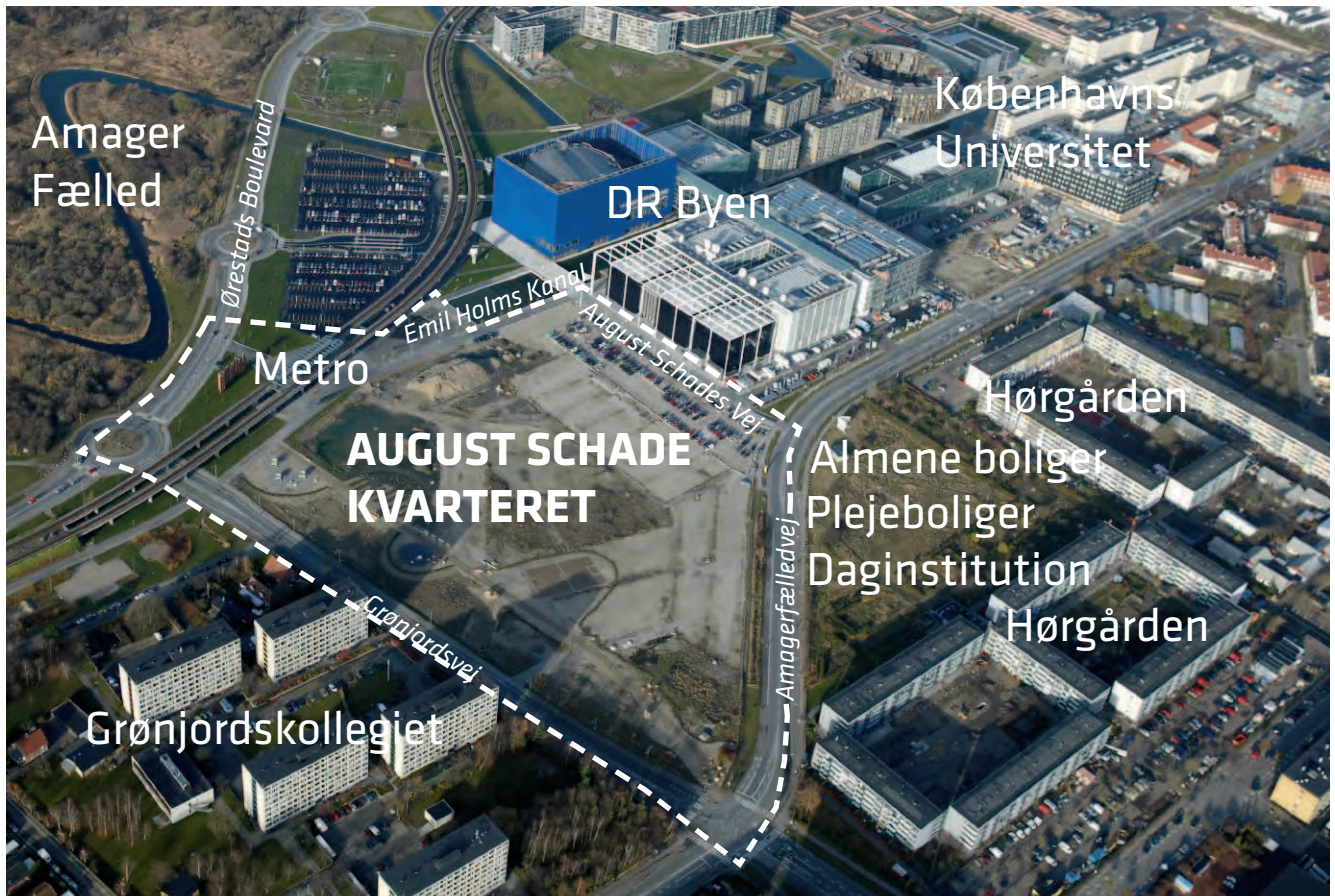 Amager
Fælled
Ørestads Boulevard
Københavns
Universitet
DR Byen
Emil Holms Kanal
August Schades Vej
Metro
AUGUST SCHADE
KVARTERET
Hørgården
Almene boliger
Plejeboliger
Daginstitution
Hørgården
Amagerfælledvej
Grønjordsvej
Grønjordskollegiet